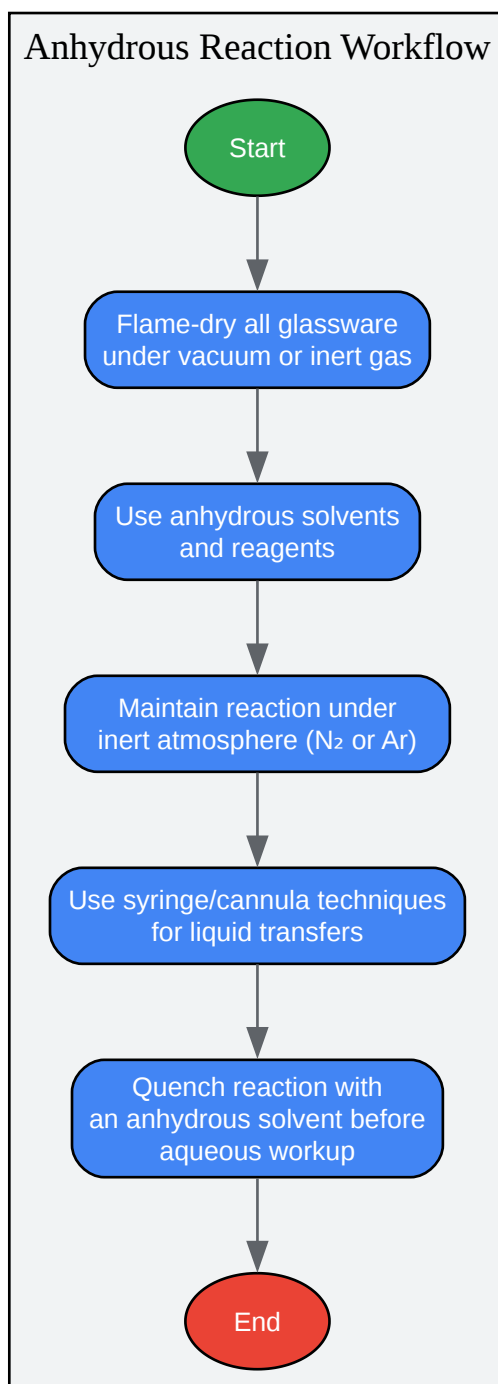 Anhydrous Reaction Workflow
Start
Flame-dry all glassware
under vacuum or inert gas
Use anhydrous solvents
and reagents
Maintain reaction under
inert atmosphere (N₂ or Ar)
Use syringe/cannula techniques
for liquid transfers
Quench reaction with
an anhydrous solvent before
aqueous workup
End